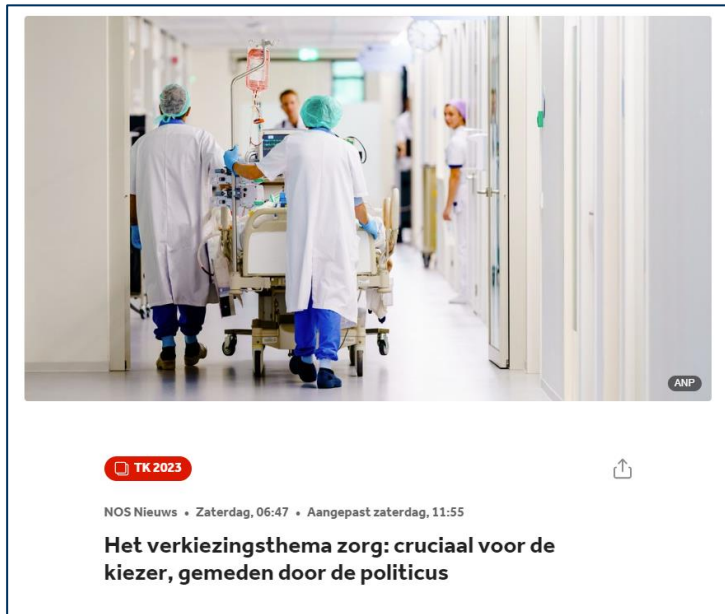 ANP
TK 2023
NOS Nieuws • Zaterdag, 06:47 • Aangepast zaterdag, 11:55
Het verkiezingsthema zorg: cruciaal voor de
kiezer, gemeden door de politicus